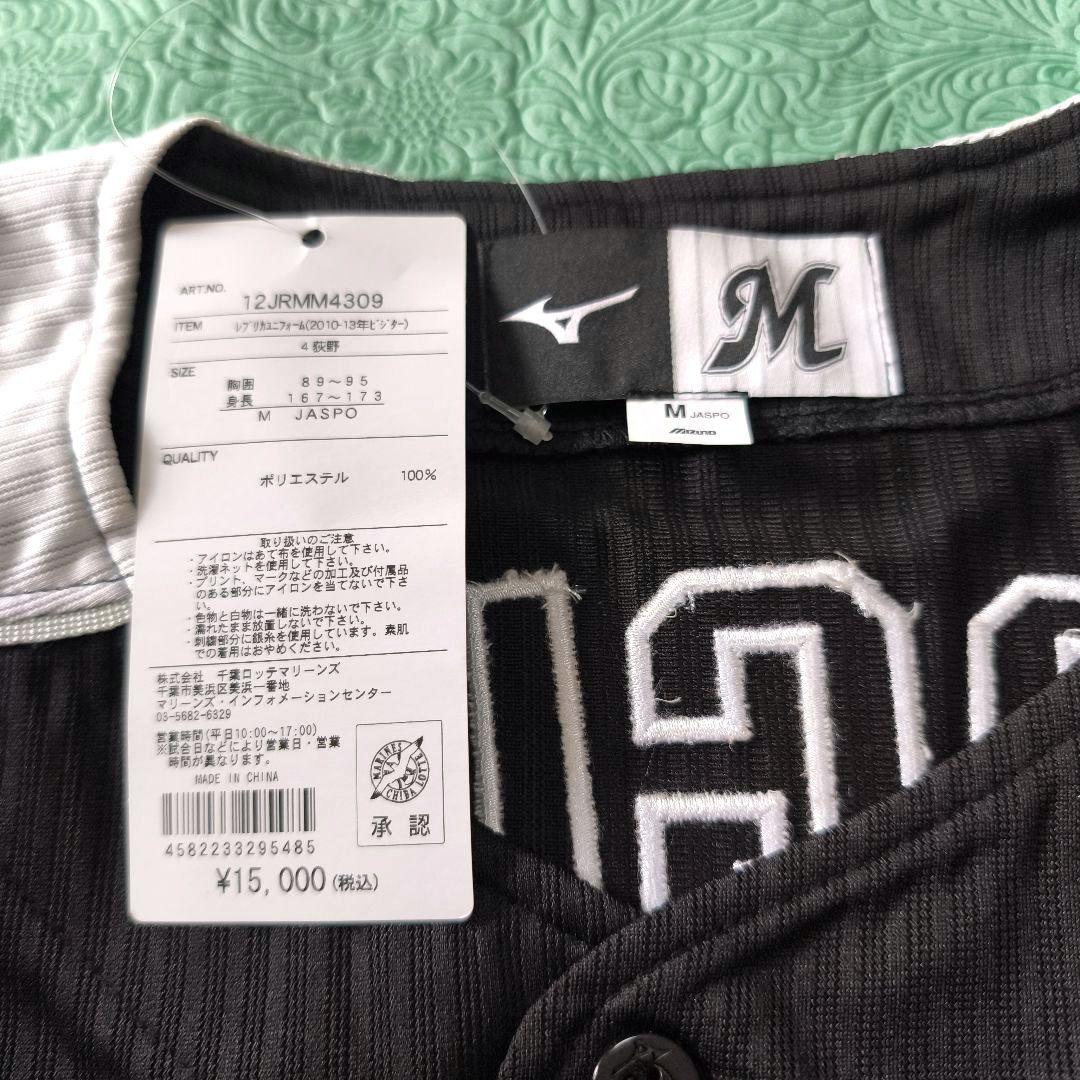 ART.NO. 12JRMM4309
ITEM レプリカユニフォーム(2010-13年ビジター)
4 荻野
SIZE
胸囲 89～95
身長 167～173
M JASPO
QUALITY
ポリエステル 100%
取り扱いのご注意
・アイロンはあて布を使用して下さい。
・洗濯ネットを使用して下さい。
・プリント、マークなどの加工及び付属品
のある部分にアイロンを当てないで下さ
い。
・色物と白物は一緒に洗わないで下さい。
・濡れたまま放置しないで下さい。
・刺繍部分に銀糸を使用しています。素肌
での着用はおやめください。
株式会社 千葉ロッテマリーンズ
千葉市美浜区美浜一番地
マリーンズ・インフォメーションセンター
03-5682-6329
営業時間(平日10:00～17:00)
※試合日などにより営業日・営業
時間が異なります。
MADE IN CHINA
4582233295485
¥15,000(税込)
MARINES
CHIBA LOTTE
承認
M
M JASPO
MIZUNO